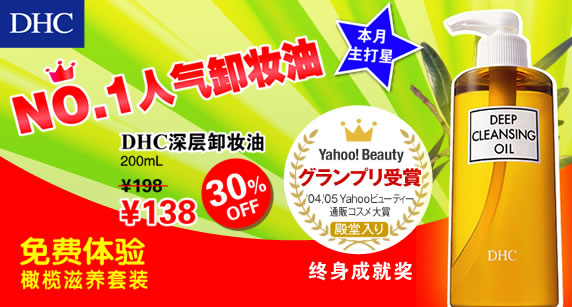 DHC
本月
主打星
NO.1人气卸妆油
DHC深层卸妆油
200mL
¥198
¥138
30%
OFF
免费体验
橄榄滋养套装
Yahoo! Beauty
グランプリ受賞
'04,'05 Yahooビューティー
通販コスメ大賞
殿堂入り
终身成就奖
DEEP
CLEANSING
OIL
DHC